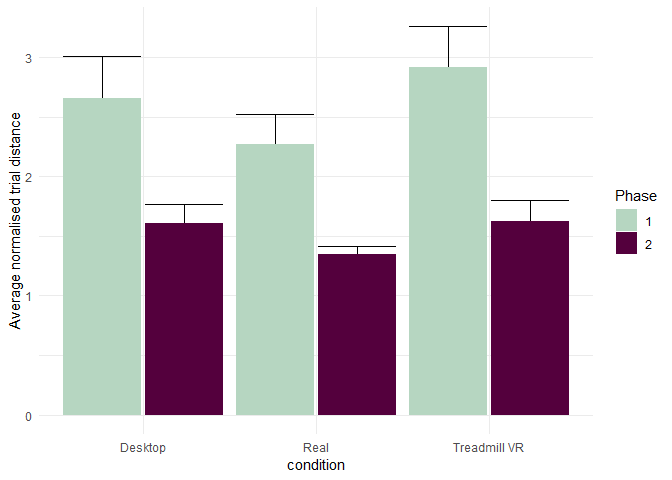 Average normalised trial distance
3
2
1
0
Desktop
Real
Treadmill VR
condition
Phase
1
2